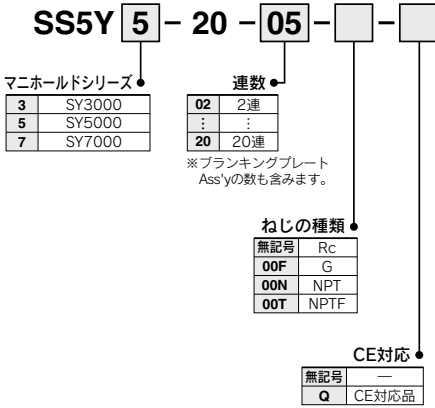 SS5Y 5 - 20 - 05 - -
マニホールドシリーズ
3 SY3000
5 SY5000
7 SY7000
連数
02 2連
⋮ ⋮
20 20連
※ブランキングプレート
Ass'yの数も含みます。
ねじの種類
無記号 Rc
00F G
00N NPT
00T NPTF
CE対応
無記号 —
Q CE対応品